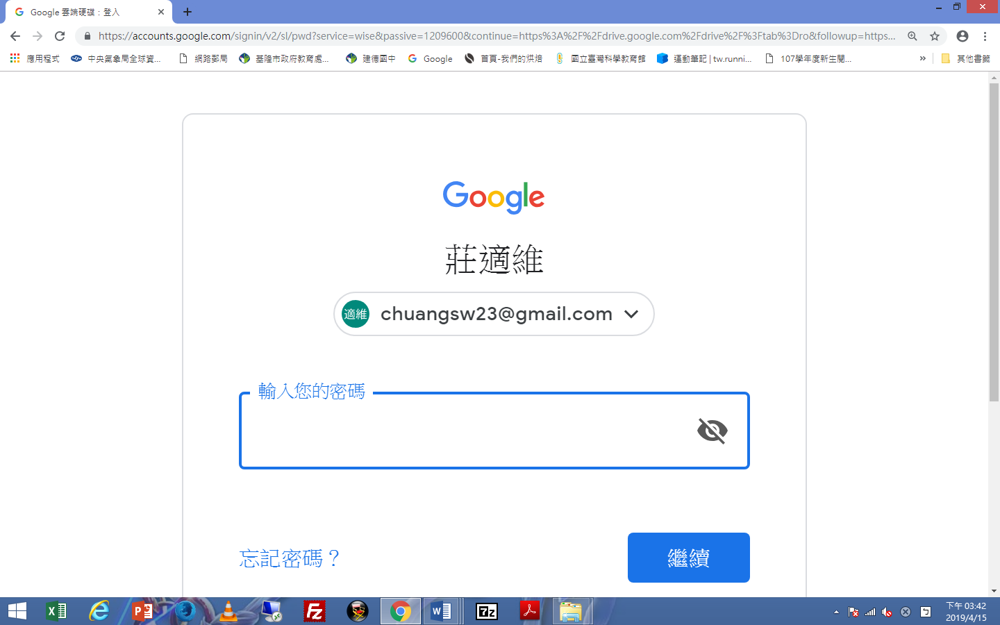 Google 雲端硬碟：登入
https://accounts.google.com/signin/v2/sl/pwd?service=wise&passive=1209600&continue=https%3A%2F%2Fdrive.google.com%2Fdrive%2F%3Ftab%3Dro&followup=https...
應用程式 中央氣象局全球資... 網路郵局 基隆市政府教育處... 建德國中 Google 首頁-我們的烘焙 國立臺灣科學教育館 運動筆記 | tw.runni... 107學年度新生閱... » 其他書籤
Google
莊適維
適維 chuangsw23@gmail.com
輸入您的密碼
忘記密碼？ 繼續
下午 03:42
2019/4/15